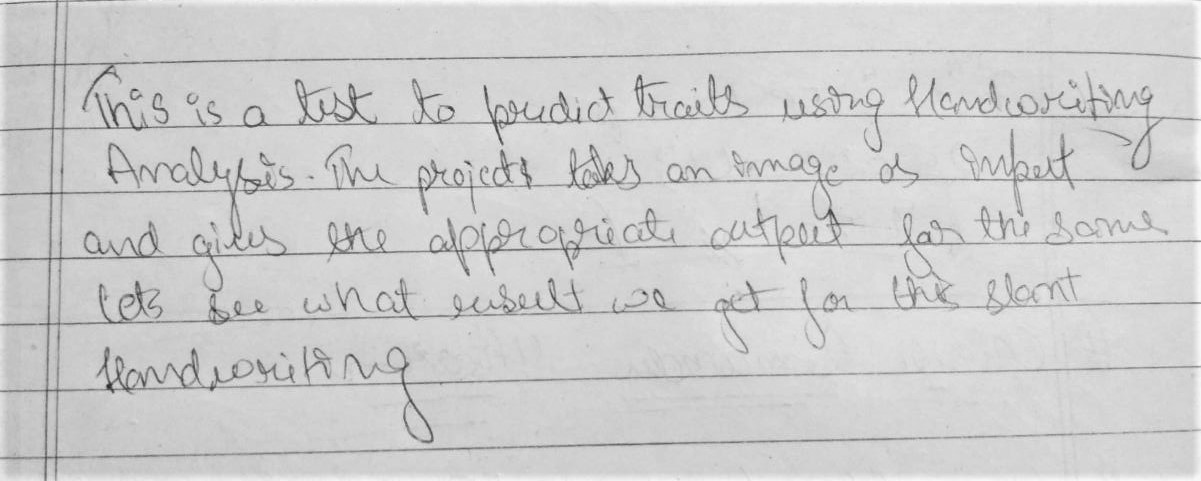 This is a test to predict traits using Handwriting
Analysis. The project takes an image as input
and gives the appropriate output for the same
lets see what result we get for this slant
Handwriting